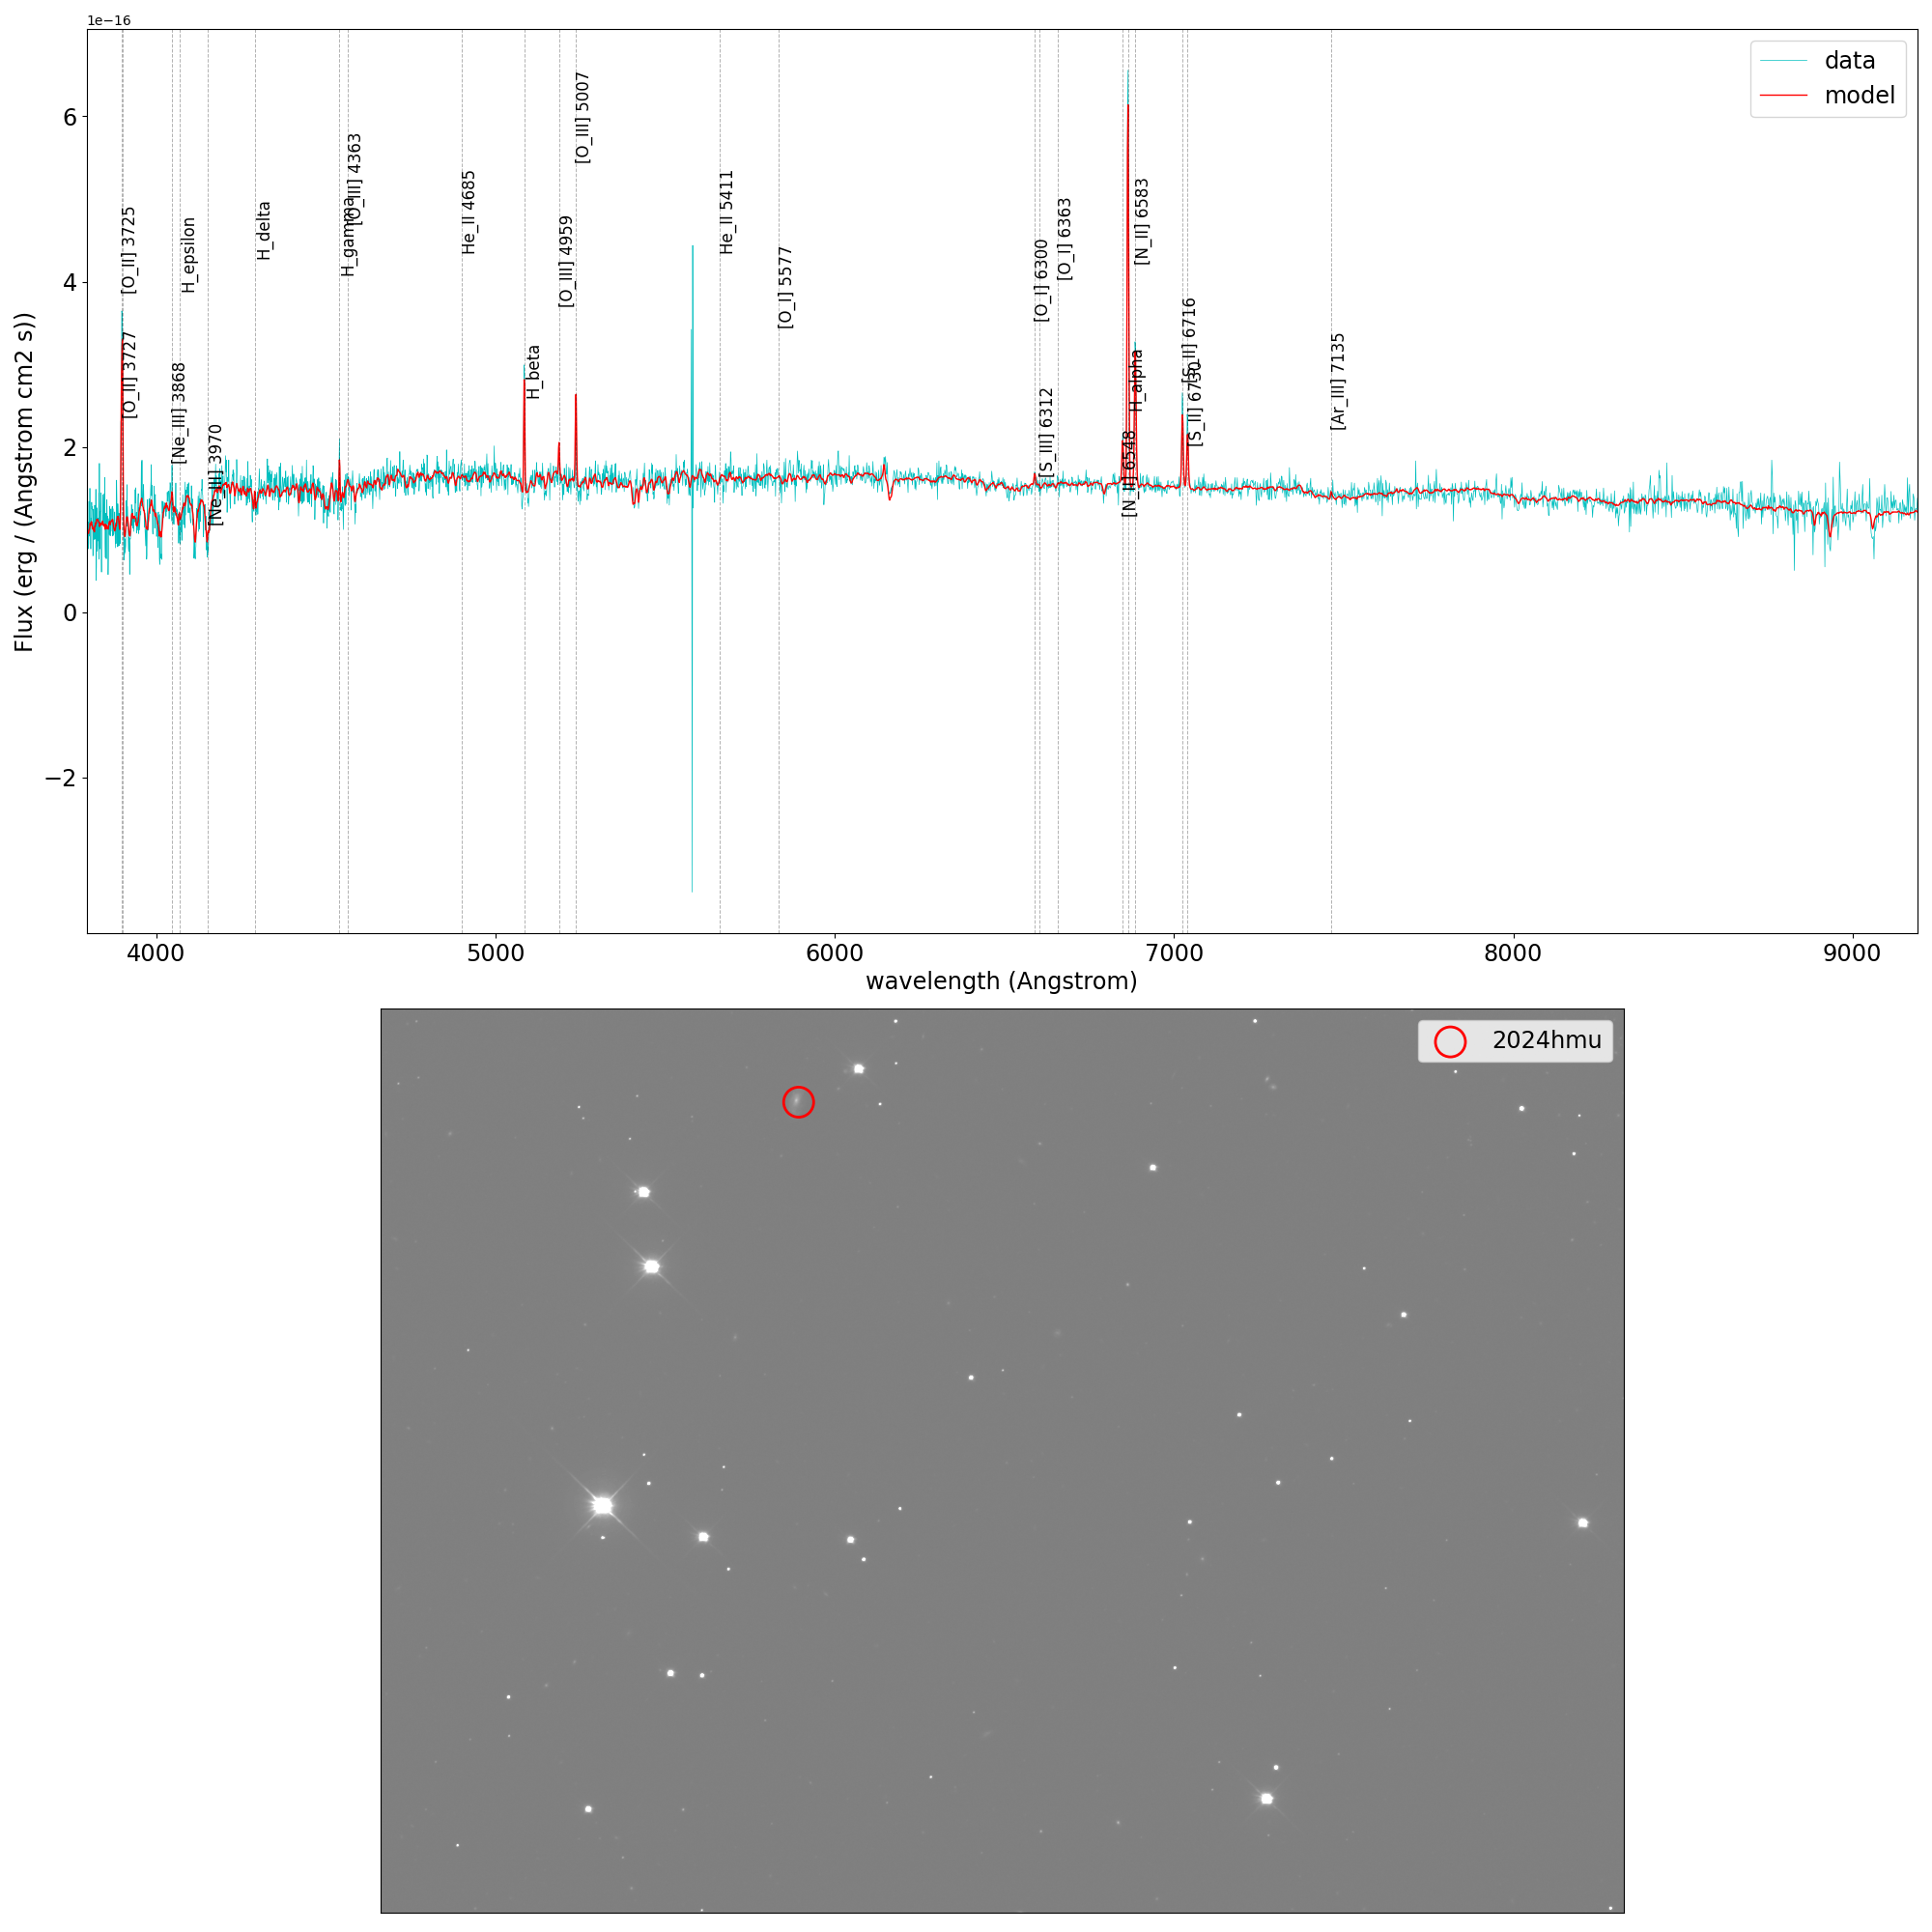 1e−16
data
model
6
4
2
0
−2
Flux (erg / (Angstrom cm2 s))
[O_II] 3725
[O_II] 3727
[Ne_III] 3868
H_epsilon
[Ne_III] 3970
H_delta
H_gamma
[O_III] 4363
He_II 4685
H_beta
[O_III] 4959
[O_III] 5007
He_II 5411
[O_I] 5577
[O_I] 6300
[S_III] 6312
[O_I] 6363
[N_II] 6548
H_alpha
[N_II] 6583
[S_II] 6716
[S_II] 6730
[Ar_III] 7135
4000
5000
6000
7000
8000
9000
wavelength (Angstrom)
2024hmu